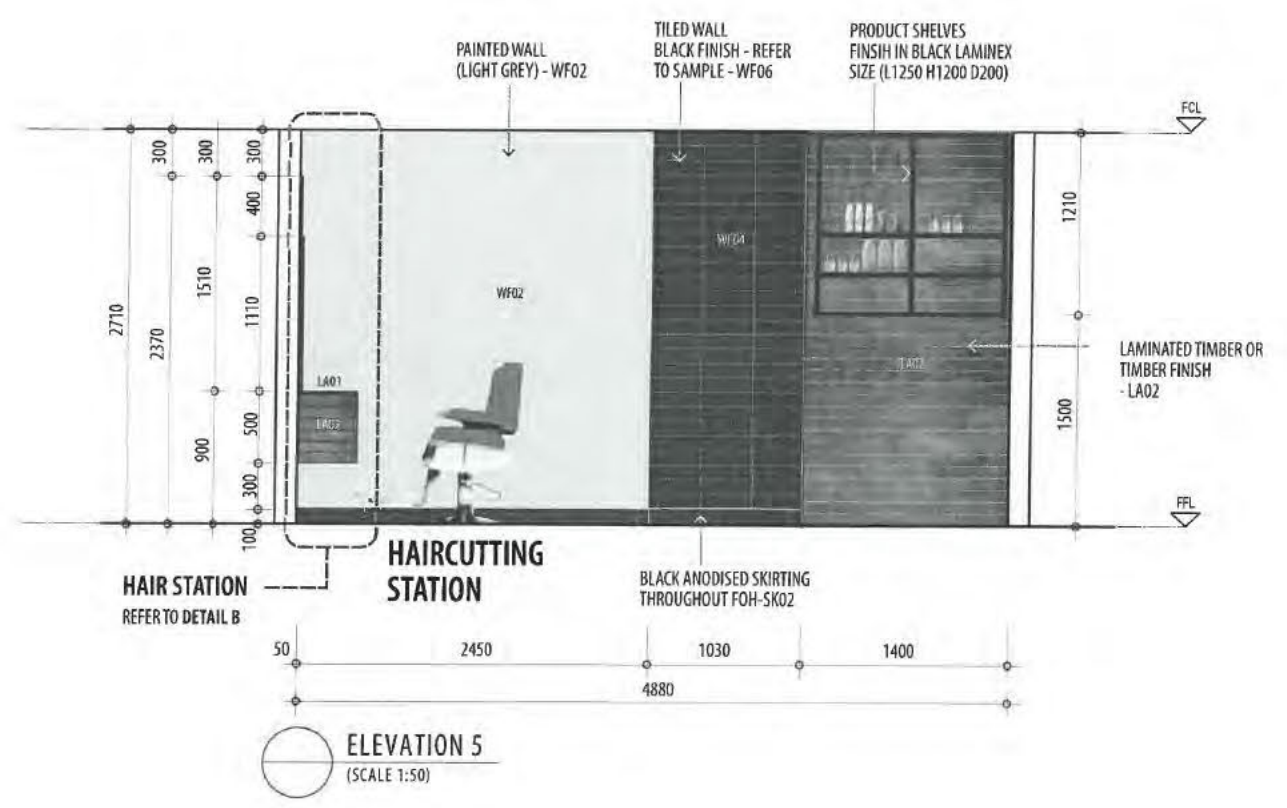 PAINTED WALL
(LIGHT GREY) - WF02
TILED WALL
BLACK FINISH - REFER
TO SAMPLE - WF06
PRODUCT SHELVES
FINSIH IN BLACK LAMINEX
SIZE (L1250 H1200 D200)
FCL
300
300
300
400
1210
WF04
1510
WF02
1110
2710
2370
LAMINATED TIMBER OR
TIMBER FINISH
- LA02
LA02
LA01
500
1500
900
300
FFL
100
HAIRCUTTING
STATION
HAIR STATION
REFER TO DETAIL B
BLACK ANODISED SKIRTING
THROUGHOUT FOH-SK02
50
2450
1030
1400
4880
ELEVATION 5
(SCALE 1:50)